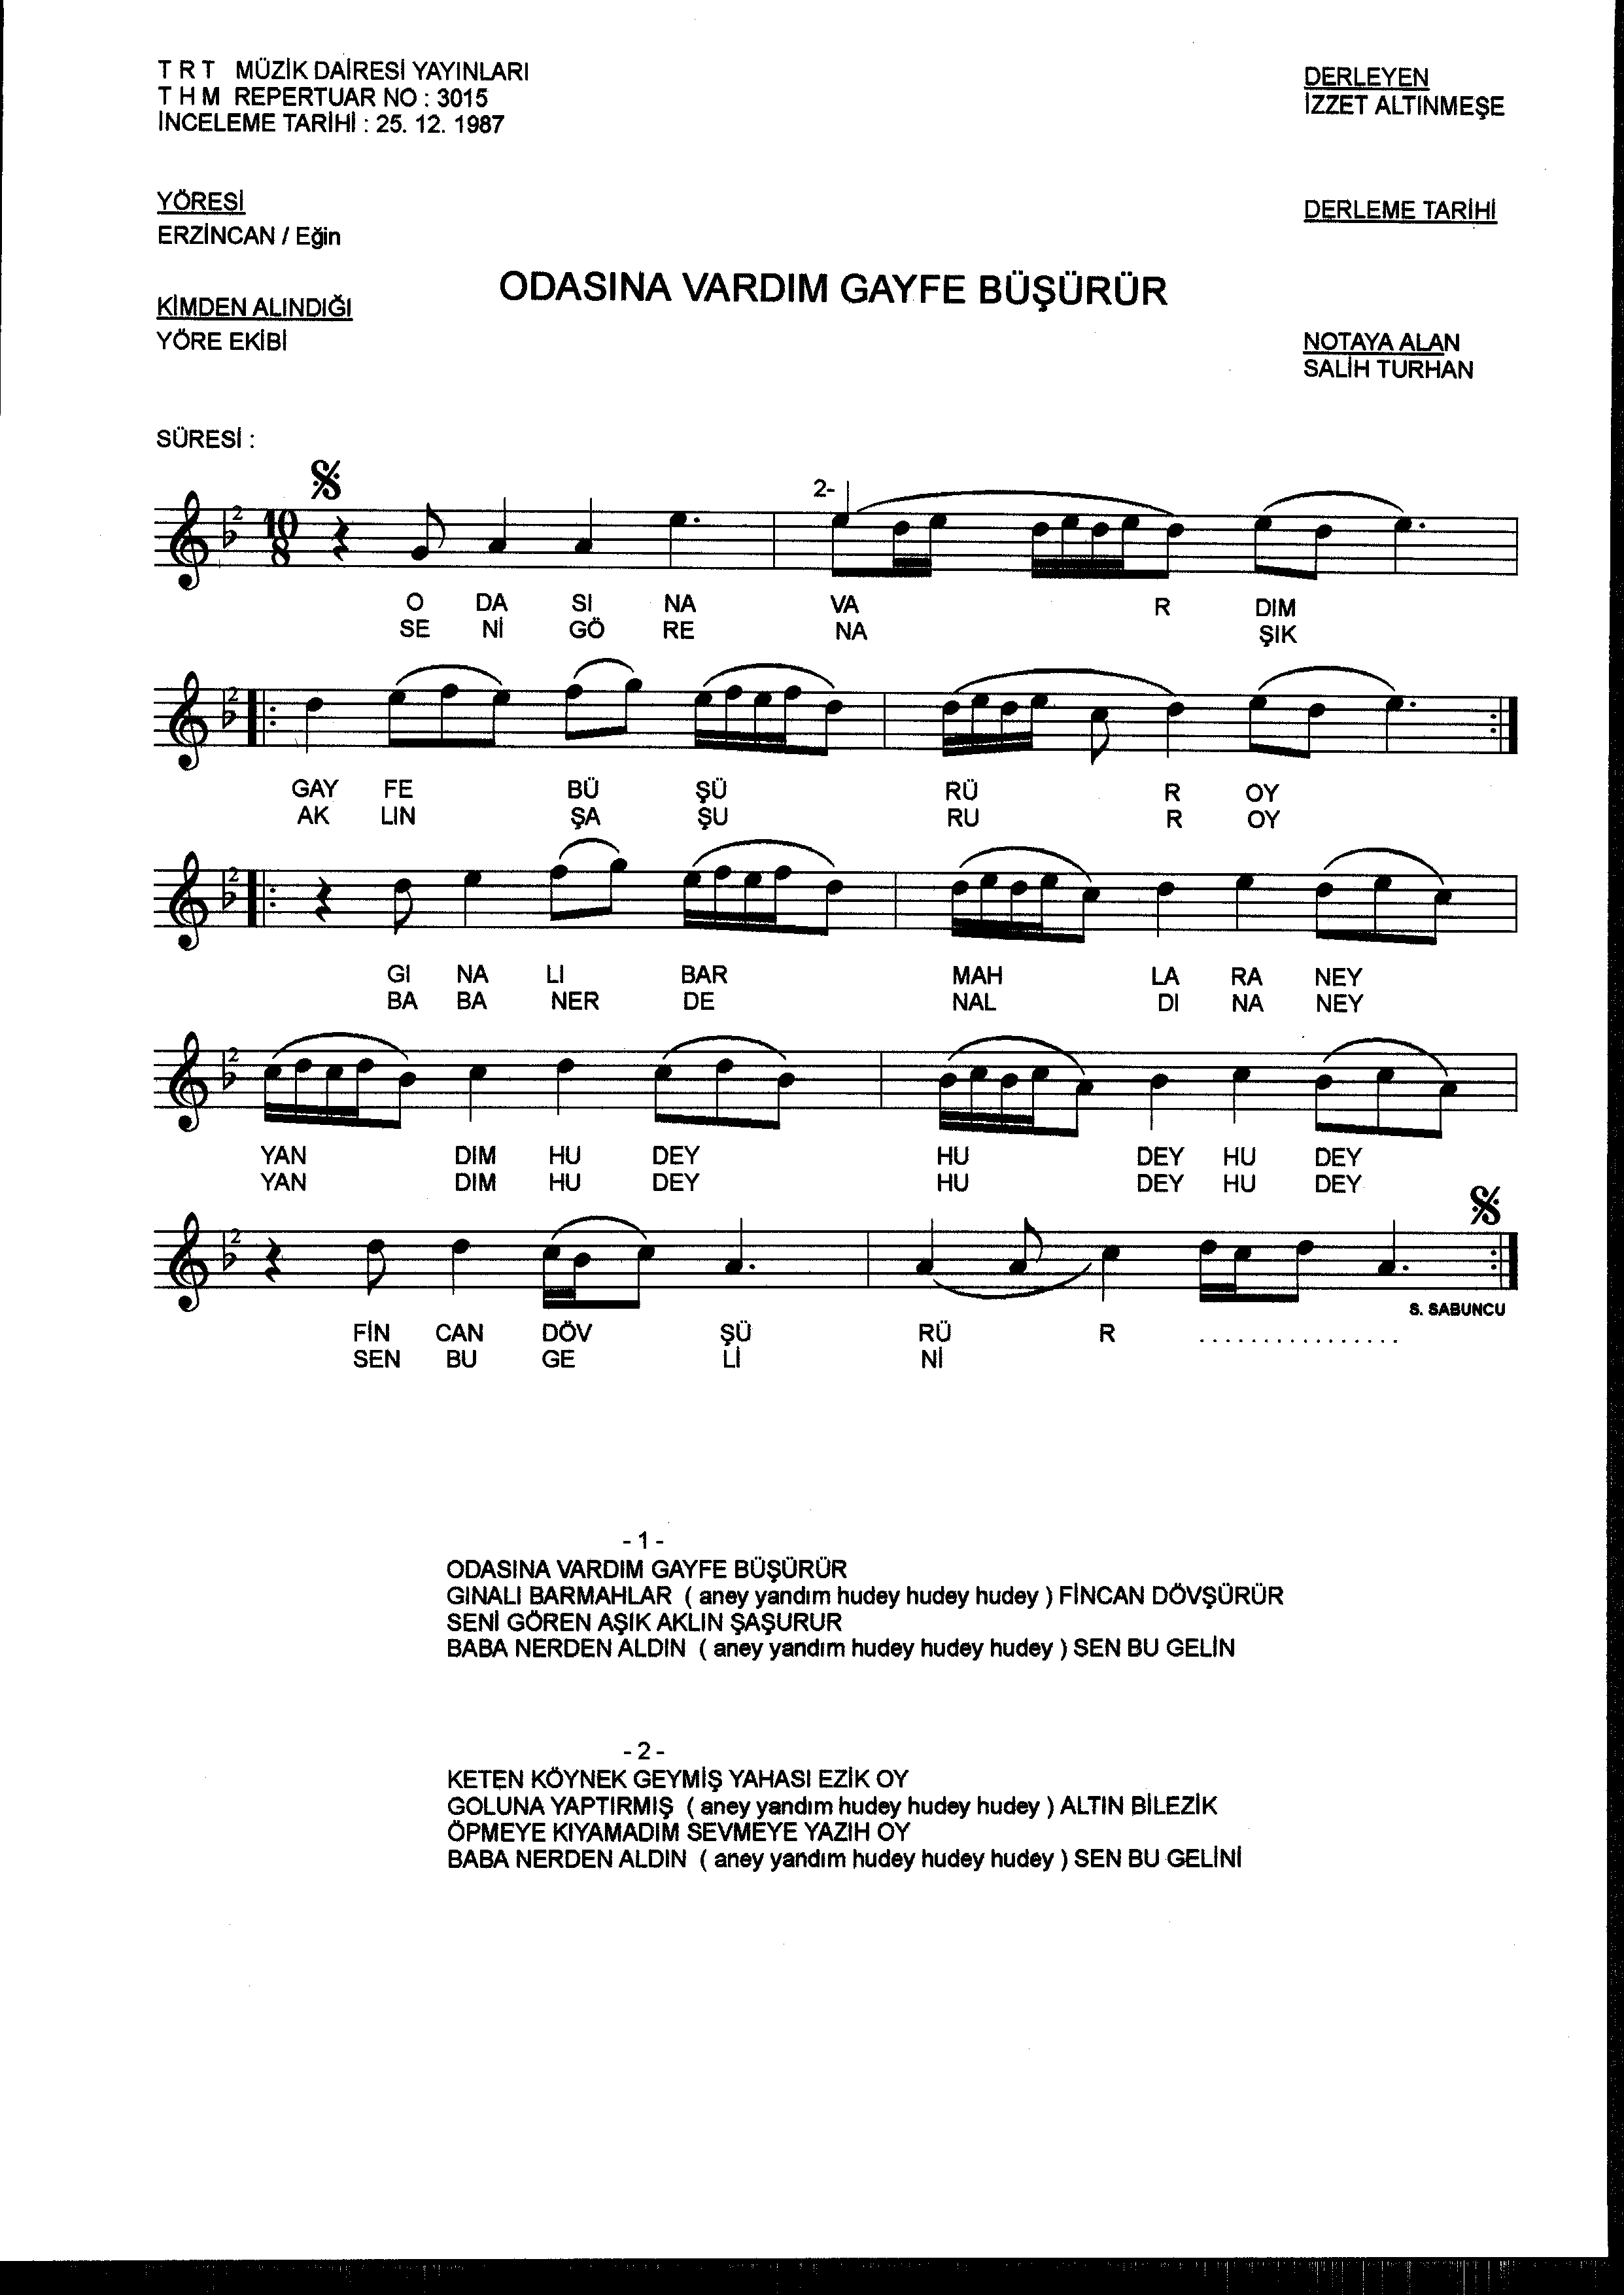 T R T MÜZİK DAİRESİ YAYINLARI
T H M REPERTUAR NO : 3015
İNCELEME TARİHİ : 25. 12. 1987
DERLEYEN
İZZET ALTINMEŞE
YÖRESİ
ERZİNCAN / Eğin
DERLEME TARİHİ
ODASINA VARDIM GAYFE BÜŞÜRÜR
KİMDEN ALINDIĞI
YÖRE EKİBİ
NOTAYA ALAN
SALİH TURHAN
SÜRESİ :
2-
2 10 8
O DA SI NA VA R DIM
SE Nİ GÖ RE NA ŞIK
2
GAY FE BÜ ŞÜ RÜ R OY
AK LIN ŞA ŞU RU R OY
2
GI NA LI BAR MAH LA RA NEY
BA BA NER DE NAL DI NA NEY
2
YAN DIM HU DEY HU DEY HU DEY
YAN DIM HU DEY HU DEY HU DEY
2
S. SABUNCU
FİN CAN DÖV ŞÜ RÜ R ................
SEN BU GE Lİ Nİ
- 1 -
ODASINA VARDIM GAYFE BÜŞÜRÜR
GINALI BARMAHLAR ( aney yandım hudey hudey hudey ) FİNCAN DÖVŞÜRÜR
SENİ GÖREN AŞIK AKLIN ŞAŞURUR
BABA NERDEN ALDIN ( aney yandım hudey hudey hudey ) SEN BU GELİN
- 2 -
KETEN KÖYNEK GEYMİŞ YAHASI EZİK OY
GOLUNA YAPTIRMIŞ ( aney yandım hudey hudey hudey ) ALTIN BİLEZİK
ÖPMEYE KIYAMADIM SEVMEYE YAZIH OY
BABA NERDEN ALDIN ( aney yandım hudey hudey hudey ) SEN BU GELİNİ